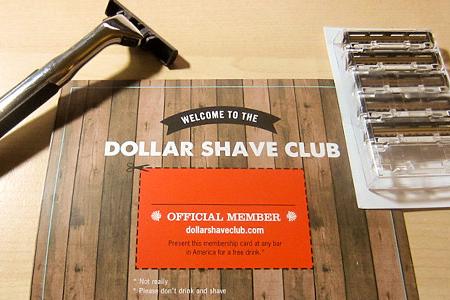 WELCOME TO THE
DOLLAR SHAVE CLUB
OFFICIAL MEMBER
dollarshaveclub.com
Present this membership card at any bar
in America for a free drink.*
* Not really
* Please don't drink and shave